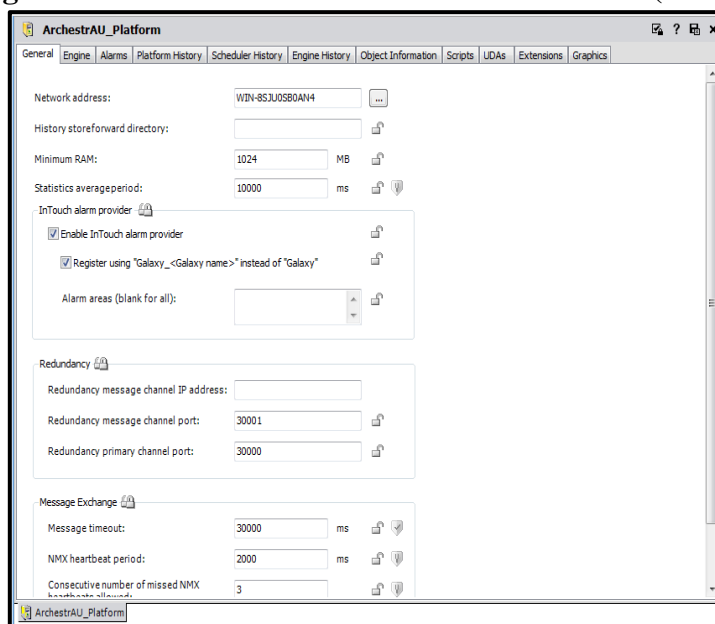 ArchestrAU_Platform ?
General Engine Alarms Platform History Scheduler History Engine History Object Information Scripts UDAs Extensions Graphics
Network address: WIN-8SJU0SB0AN4 ...
History storeforward directory:
Minimum RAM: 1024 MB
Statistics averageperiod: 10000 ms
InTouch alarm provider
Enable InTouch alarm provider
Register using "Galaxy_<Galaxy name>" instead of "Galaxy"
Alarm areas (blank for all):
Redundancy
Redundancy message channel IP address:
Redundancy message channel port: 30001
Redundancy primary channel port: 30000
Message Exchange
Message timeout: 30000 ms
NMX heartbeat period: 2000 ms
Consecutive number of missed NMX
heartbeats allowed: 3
ArchestrAU_Platform